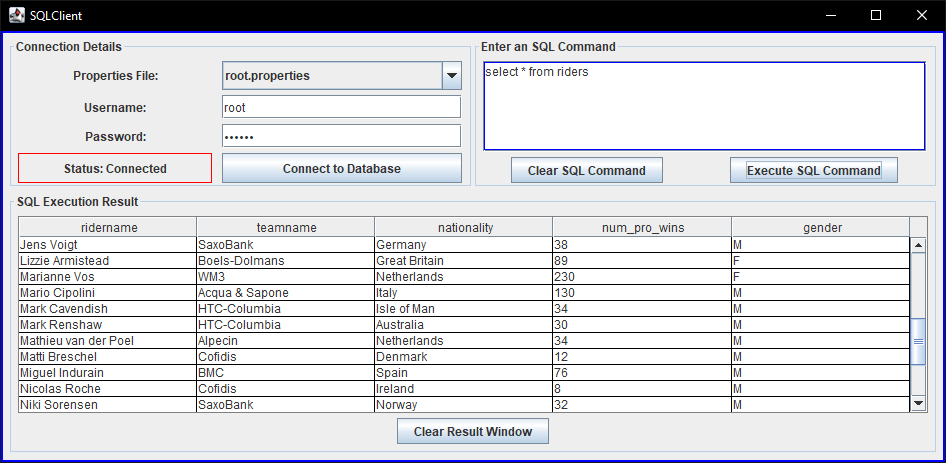 SQLClient
Connection Details
Properties File: root.properties
Username: root
Password: ••••••
Status: Connected Connect to Database
Enter an SQL Command
select * from riders
Clear SQL Command Execute SQL Command
SQL Execution Result
ridername teamname nationality num_pro_wins gender
Jens Voigt SaxoBank Germany 38 M
Lizzie Armistead Boels-Dolmans Great Britain 89 F
Marianne Vos WM3 Netherlands 230 F
Mario Cipolini Acqua & Sapone Italy 130 M
Mark Cavendish HTC-Columbia Isle of Man 34 M
Mark Renshaw HTC-Columbia Australia 30 M
Mathieu van der Poel Alpecin Netherlands 34 M
Matti Breschel Cofidis Denmark 12 M
Miguel Indurain BMC Spain 76 M
Nicolas Roche Cofidis Ireland 8 M
Niki Sorensen SaxoBank Norway 32 M
Clear Result Window